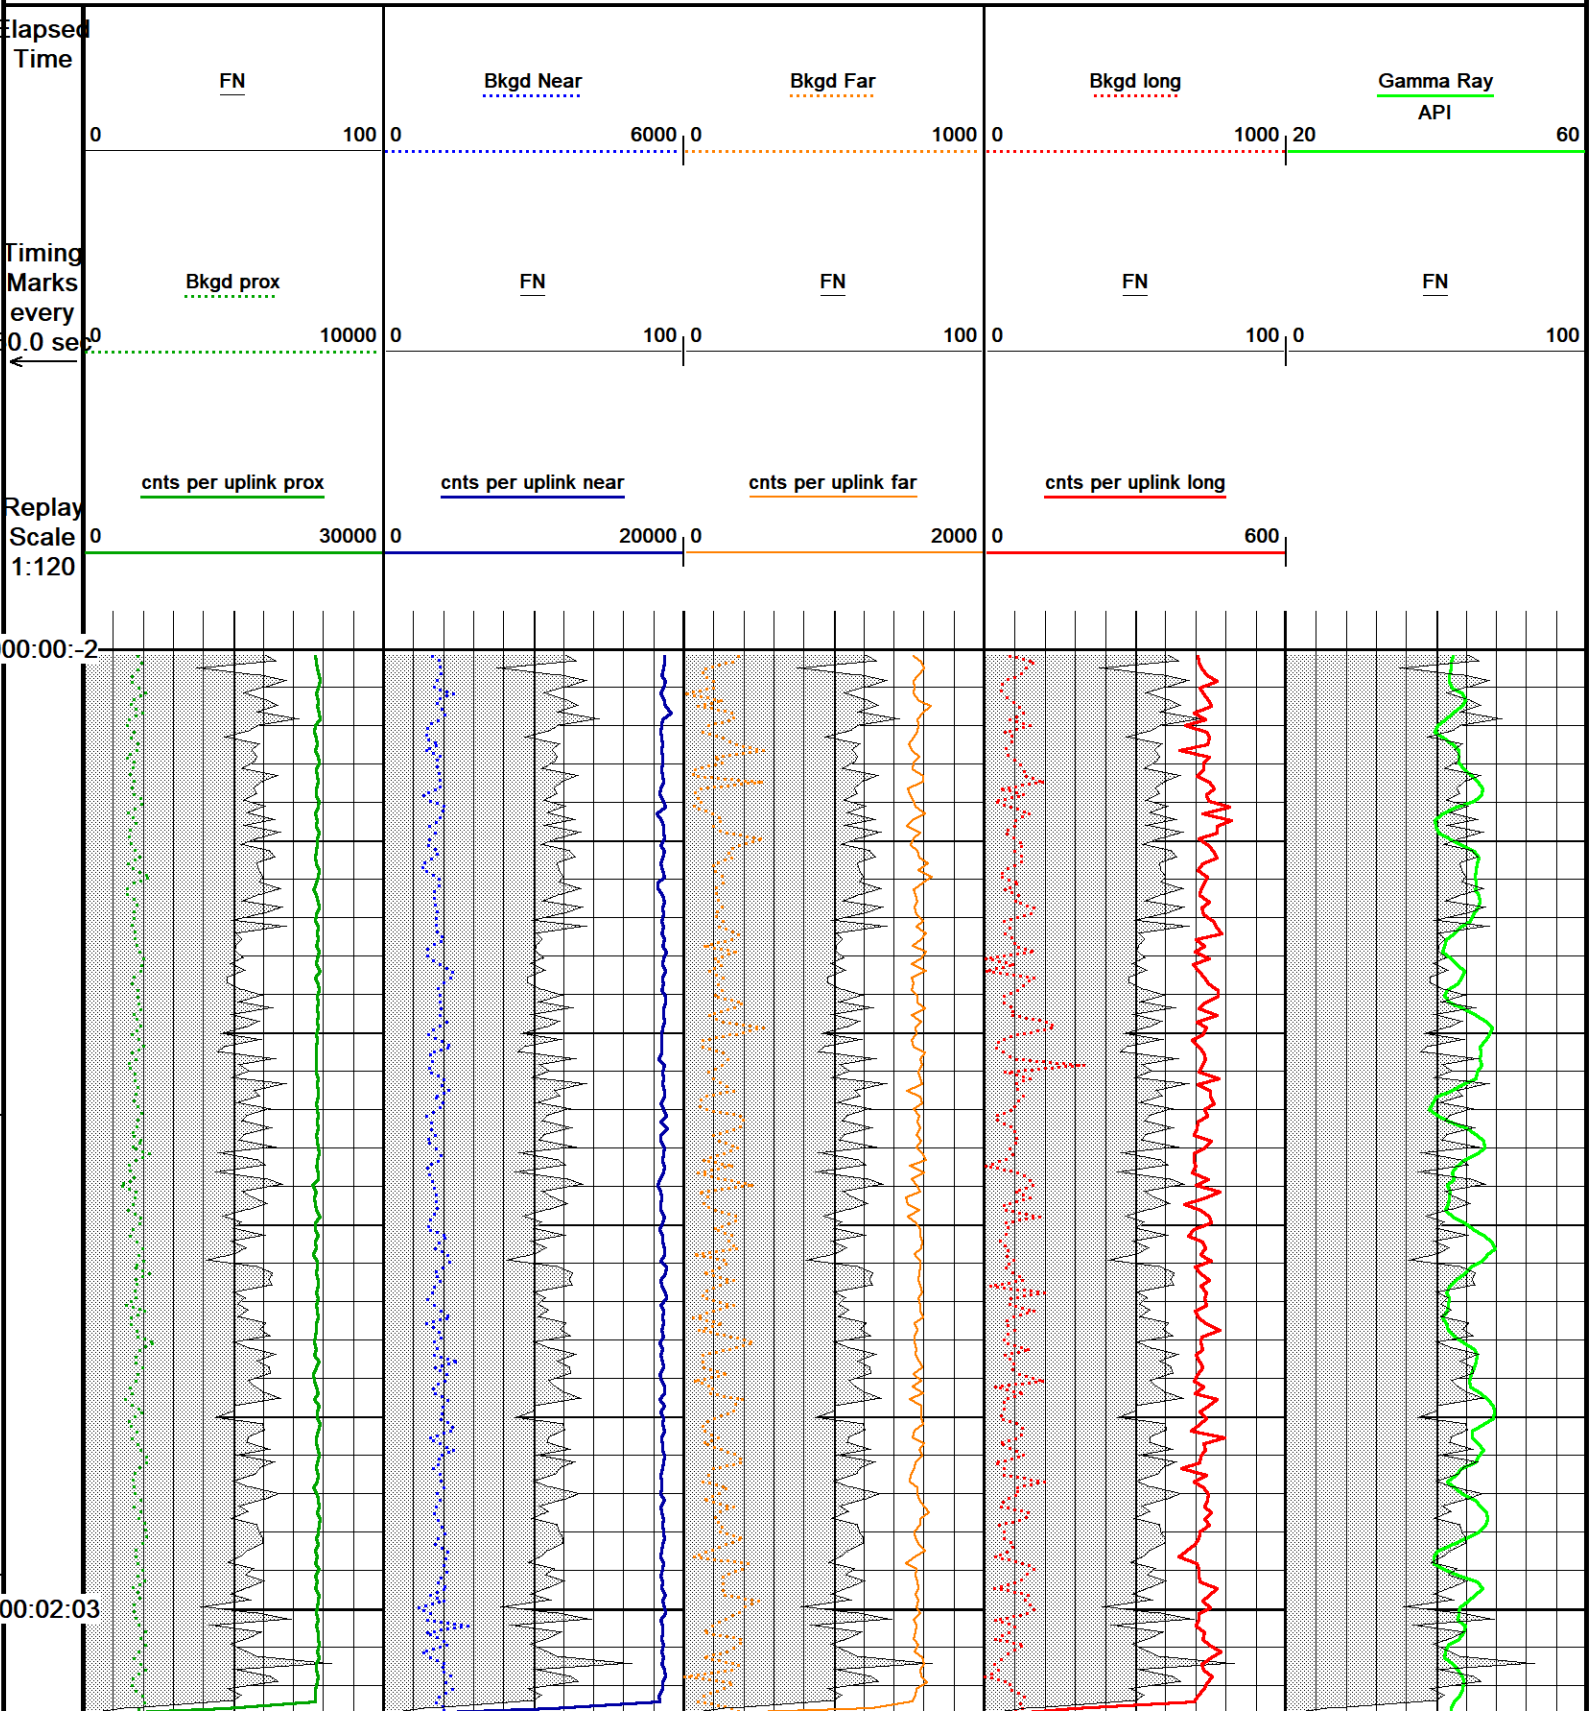 Elapsed
Time
FN
Bkgd Near
Bkgd Far
Bkgd long
Gamma Ray
API
0 100
0 6000
0 1000
0 1000
20 60
Timing
Marks
every
0.0 sec
Bkgd prox
FN
FN
FN
FN
0 10000
0 100
0 100
0 100
0 100
cnts per uplink prox
cnts per uplink near
cnts per uplink far
cnts per uplink long
Replay
Scale
1:120
0 30000
0 20000
0 2000
0 600
00:00:-2
00:02:03